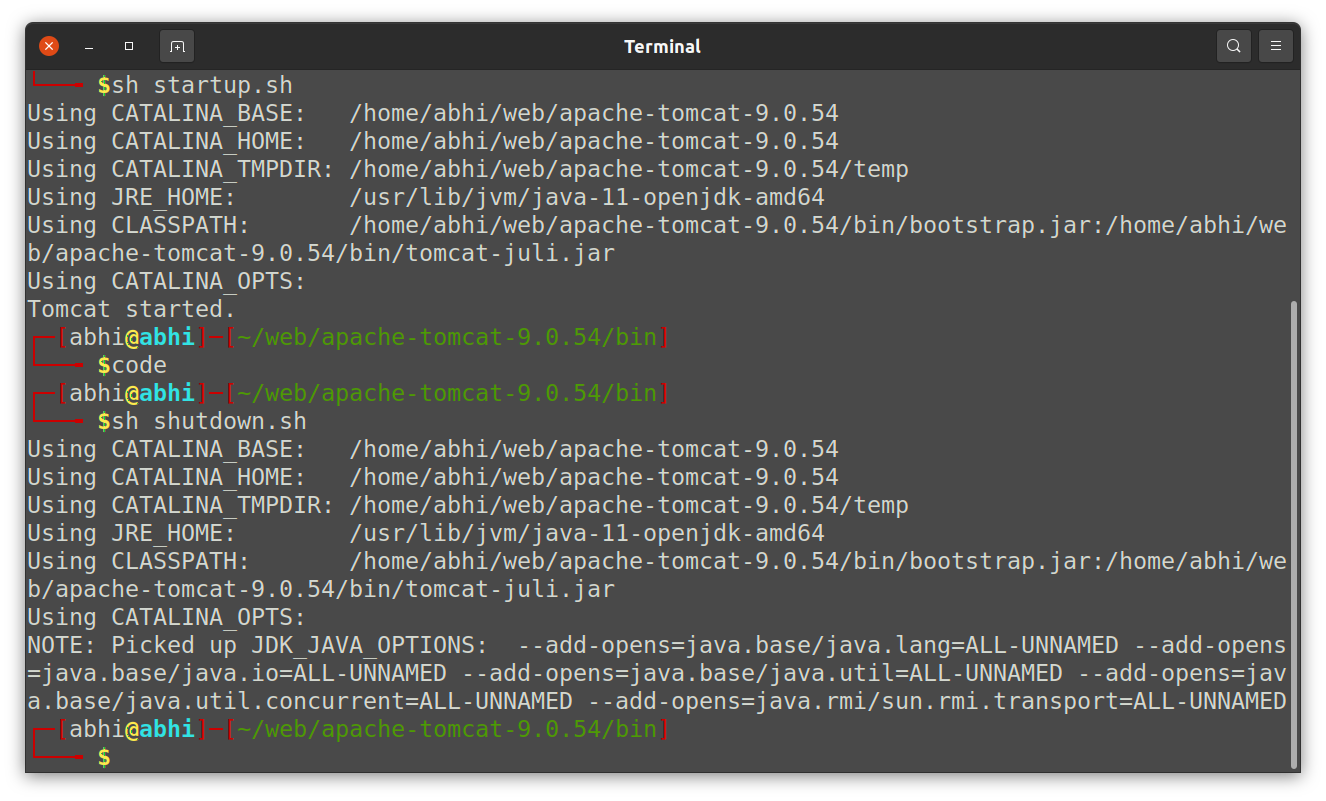 Terminal
$sh startup.sh
Using CATALINA_BASE:   /home/abhi/web/apache-tomcat-9.0.54
Using CATALINA_HOME:   /home/abhi/web/apache-tomcat-9.0.54
Using CATALINA_TMPDIR: /home/abhi/web/apache-tomcat-9.0.54/temp
Using JRE_HOME:        /usr/lib/jvm/java-11-openjdk-amd64
Using CLASSPATH:       /home/abhi/web/apache-tomcat-9.0.54/bin/bootstrap.jar:/home/abhi/we
b/apache-tomcat-9.0.54/bin/tomcat-juli.jar
Using CATALINA_OPTS:
Tomcat started.
┌─[abhi@abhi]─[~/web/apache-tomcat-9.0.54/bin]
└──╼ $code
┌─[abhi@abhi]─[~/web/apache-tomcat-9.0.54/bin]
└──╼ $sh shutdown.sh
Using CATALINA_BASE:   /home/abhi/web/apache-tomcat-9.0.54
Using CATALINA_HOME:   /home/abhi/web/apache-tomcat-9.0.54
Using CATALINA_TMPDIR: /home/abhi/web/apache-tomcat-9.0.54/temp
Using JRE_HOME:        /usr/lib/jvm/java-11-openjdk-amd64
Using CLASSPATH:       /home/abhi/web/apache-tomcat-9.0.54/bin/bootstrap.jar:/home/abhi/we
b/apache-tomcat-9.0.54/bin/tomcat-juli.jar
Using CATALINA_OPTS:
NOTE: Picked up JDK_JAVA_OPTIONS:  --add-opens=java.base/java.lang=ALL-UNNAMED --add-opens
=java.base/java.io=ALL-UNNAMED --add-opens=java.base/java.util=ALL-UNNAMED --add-opens=jav
a.base/java.util.concurrent=ALL-UNNAMED --add-opens=java.rmi/sun.rmi.transport=ALL-UNNAMED
┌─[abhi@abhi]─[~/web/apache-tomcat-9.0.54/bin]
└──╼ $